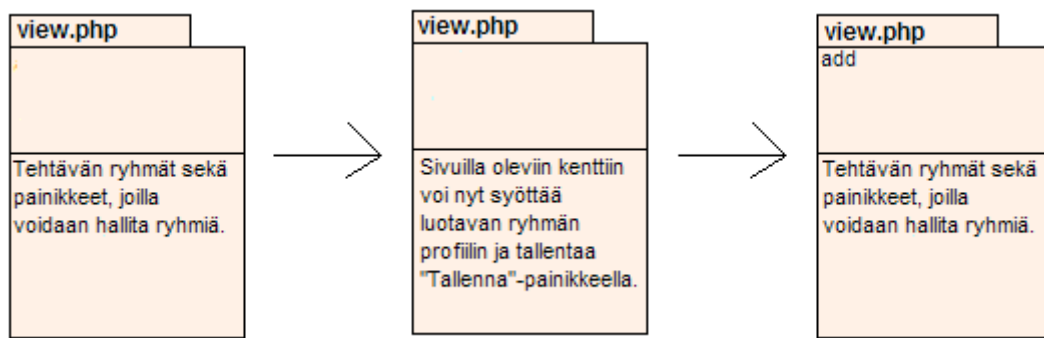 view.php
Tehtävän ryhmät sekä
painikkeet, joilla
voidaan hallita ryhmiä.
view.php
Sivuilla oleviin kenttiin
voi nyt syöttää
luotavan ryhmän
profiilin ja tallentaa
"Tallenna"-painikkeella.
view.php
add
Tehtävän ryhmät sekä
painikkeet, joilla
voidaan hallita ryhmiä.